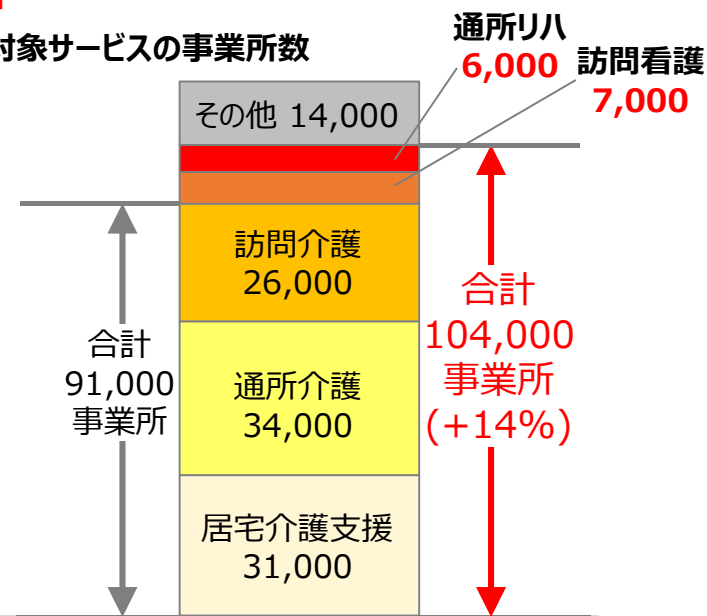 対象サービスの事業所数
通所リハ
6,000
訪問看護
7,000
その他 14,000
訪問介護
26,000
通所介護
34,000
居宅介護支援
31,000
合計
91,000
事業所
合計
104,000
事業所
(+14%)